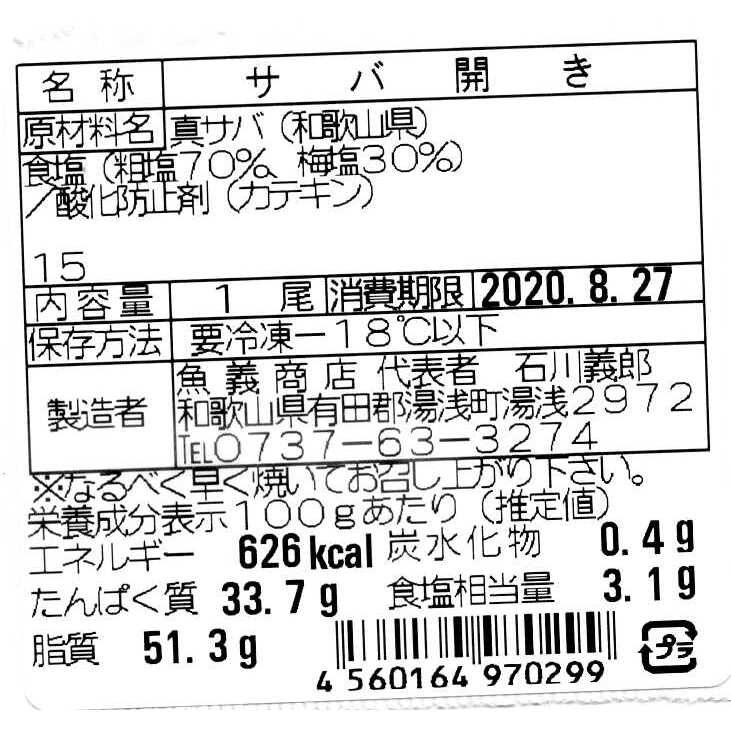 名称 サバ開き
原材料名 真サバ（和歌山県）
食塩（粗塩７０％、梅塩３０％）
／酸化防止剤（カテキン）
１５
内容量 １尾 消費期限 2020. 8. 27
保存方法 要冷凍－１８℃以下
製造者 魚義商店 代表者 石川義郎
和歌山県有田郡湯浅町湯浅２９７２
℡０７３７－６３－３２７４
※なるべく早く焼いてお召し上がり下さい。
栄養成分表示１００ｇあたり（推定値）
エネルギー 626kcal 炭水化物 0.4g
たんぱく質 33.7g 食塩相当量 3.1g
脂質 51.3g
4 560164 970299
プラ